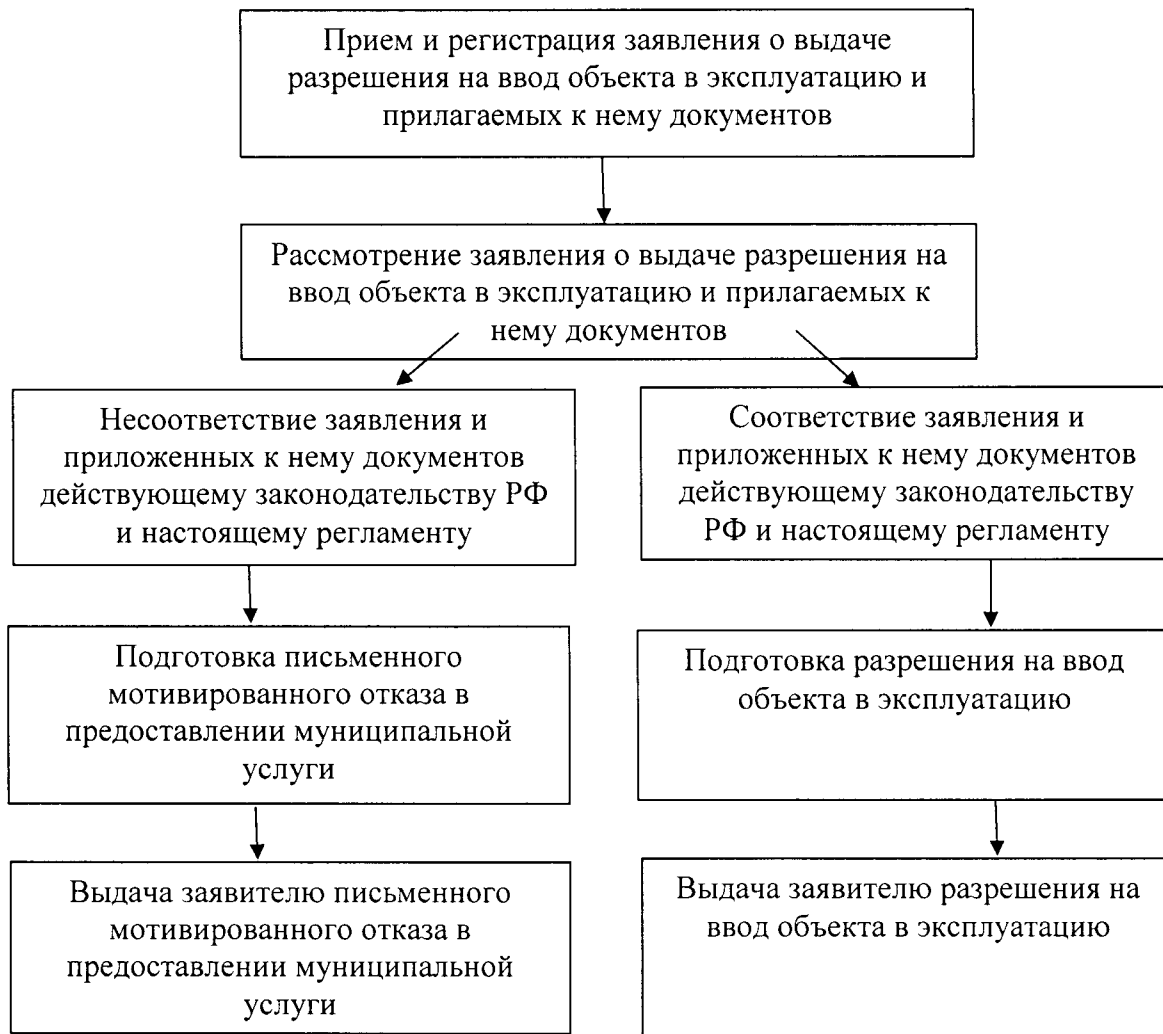 Прием и регистрация заявления о выдаче
разрешения на ввод объекта в эксплуатацию и
прилагаемых к нему документов
Рассмотрение заявления о выдаче разрешения на
ввод объекта в эксплуатацию и прилагаемых к
нему документов
Несоответствие заявления и
приложенных к нему документов
действующему законодательству РФ
и настоящему регламенту
Соответствие заявления и
приложенных к нему документов
действующему законодательству
РФ и настоящему регламенту
Подготовка письменного
мотивированного отказа в
предоставлении муниципальной
услуги
Подготовка разрешения на ввод
объекта в эксплуатацию
Выдача заявителю письменного
мотивированного отказа в
предоставлении муниципальной
услуги
Выдача заявителю разрешения на
ввод объекта в эксплуатацию